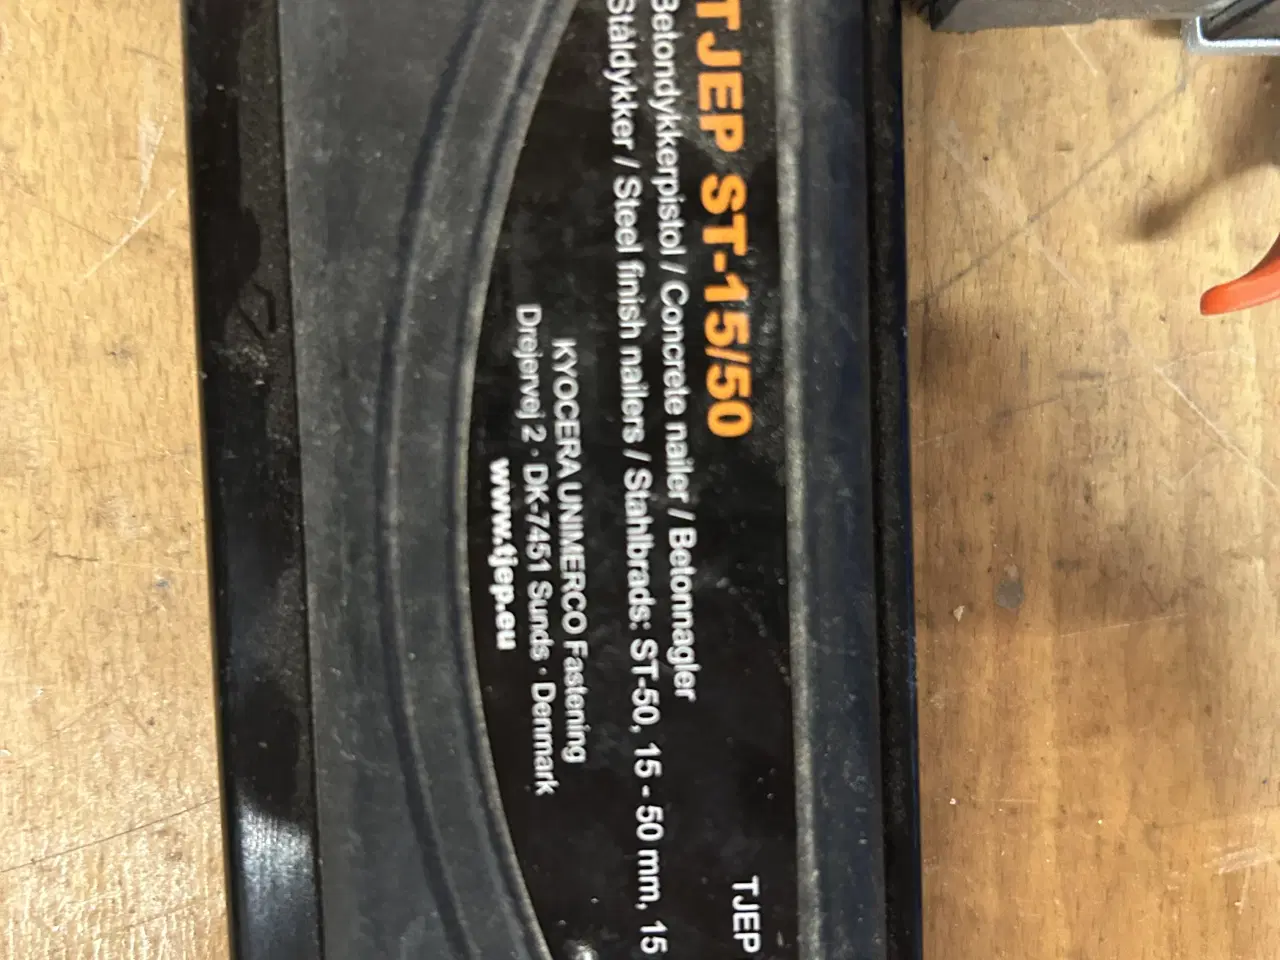 TJEP ST-15/50
Betondykkerpistol / Concrete nailer / Betonnagler
Ståldykker / Steel finish nailers / Stahlbrads: ST-50, 15 - 50 mm, 15
KYOCERA UNIMERCO Fastening
Drejervej 2 · DK-7451 Sunds · Denmark
www.tjep.eu
TJEP